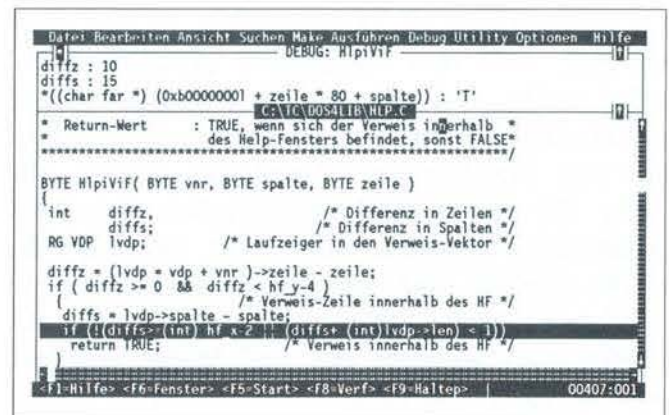 Datei Bearbeiten Ansicht Suchen Make Ausführen Debug Utility Optionen Hilfe
DEBUG: HlpiViF
diffz : 10
diffs : 15
*((char far *) (0xb0000000l + zeile * 80 + spalte)) : 'T'
C:\TC\DOS4LIB\HLP.C
* Return-Wert : TRUE, wenn sich der Verweis innerhalb *
* des Help-Fensters befindet, sonst FALSE*
*****************************************************************/
BYTE HlpiViF( BYTE vnr, BYTE spalte, BYTE zeile )
{
int diffz, /* Differenz in Zeilen */
diffs; /* Differenz in Spalten */
RG VDP lvdp; /* Laufzeiger in den Verweis-Vektor */
diffz = (lvdp = vdp + vnr )->zeile - zeile;
if ( diffz >= 0 && diffz < hf_y-4 )
{ /* Verweis-Zeile innerhalb des HF */
diffs = lvdp->spalte - spalte;
if (!(diffs>=(int) hf_x-2 || (diffs+ (int)lvdp->len) < 1))
return TRUE; /* Verweis innerhalb des HF */
}
<F1=Hilfe> <F6=Fenster> <F5=Start> <F8=Verf> <F9=Haltep> | 00407:001